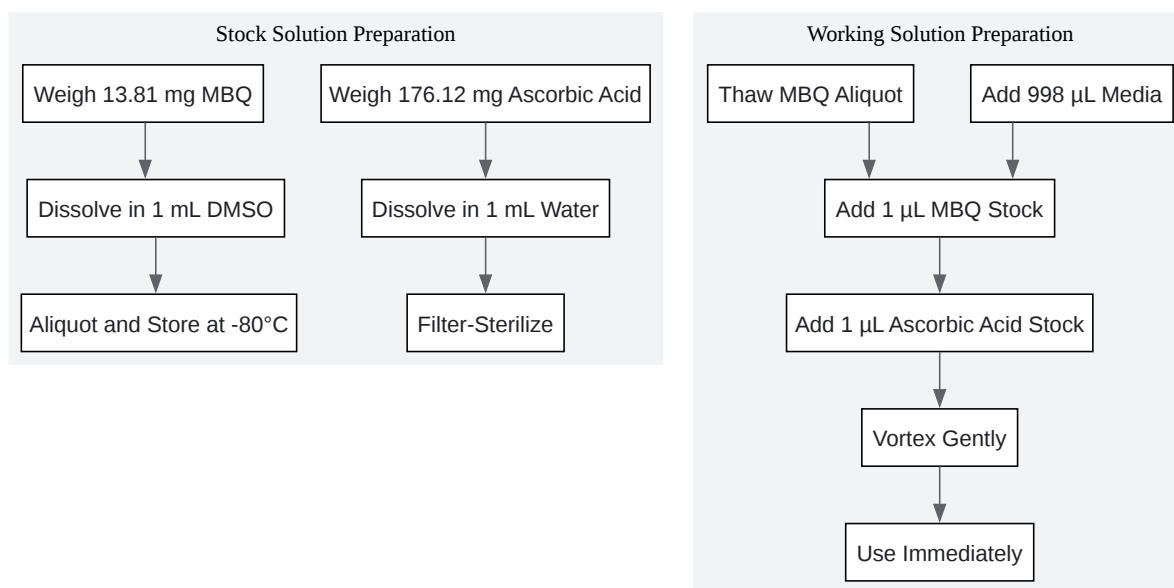 Stock Solution Preparation
Weigh 13.81 mg MBQ
Weigh 176.12 mg Ascorbic Acid
Dissolve in 1 mL DMSO
Dissolve in 1 mL Water
Aliquot and Store at -80°C
Filter-Sterilize
Working Solution Preparation
Thaw MBQ Aliquot
Add 998 µL Media
Add 1 µL MBQ Stock
Add 1 µL Ascorbic Acid Stock
Vortex Gently
Use Immediately